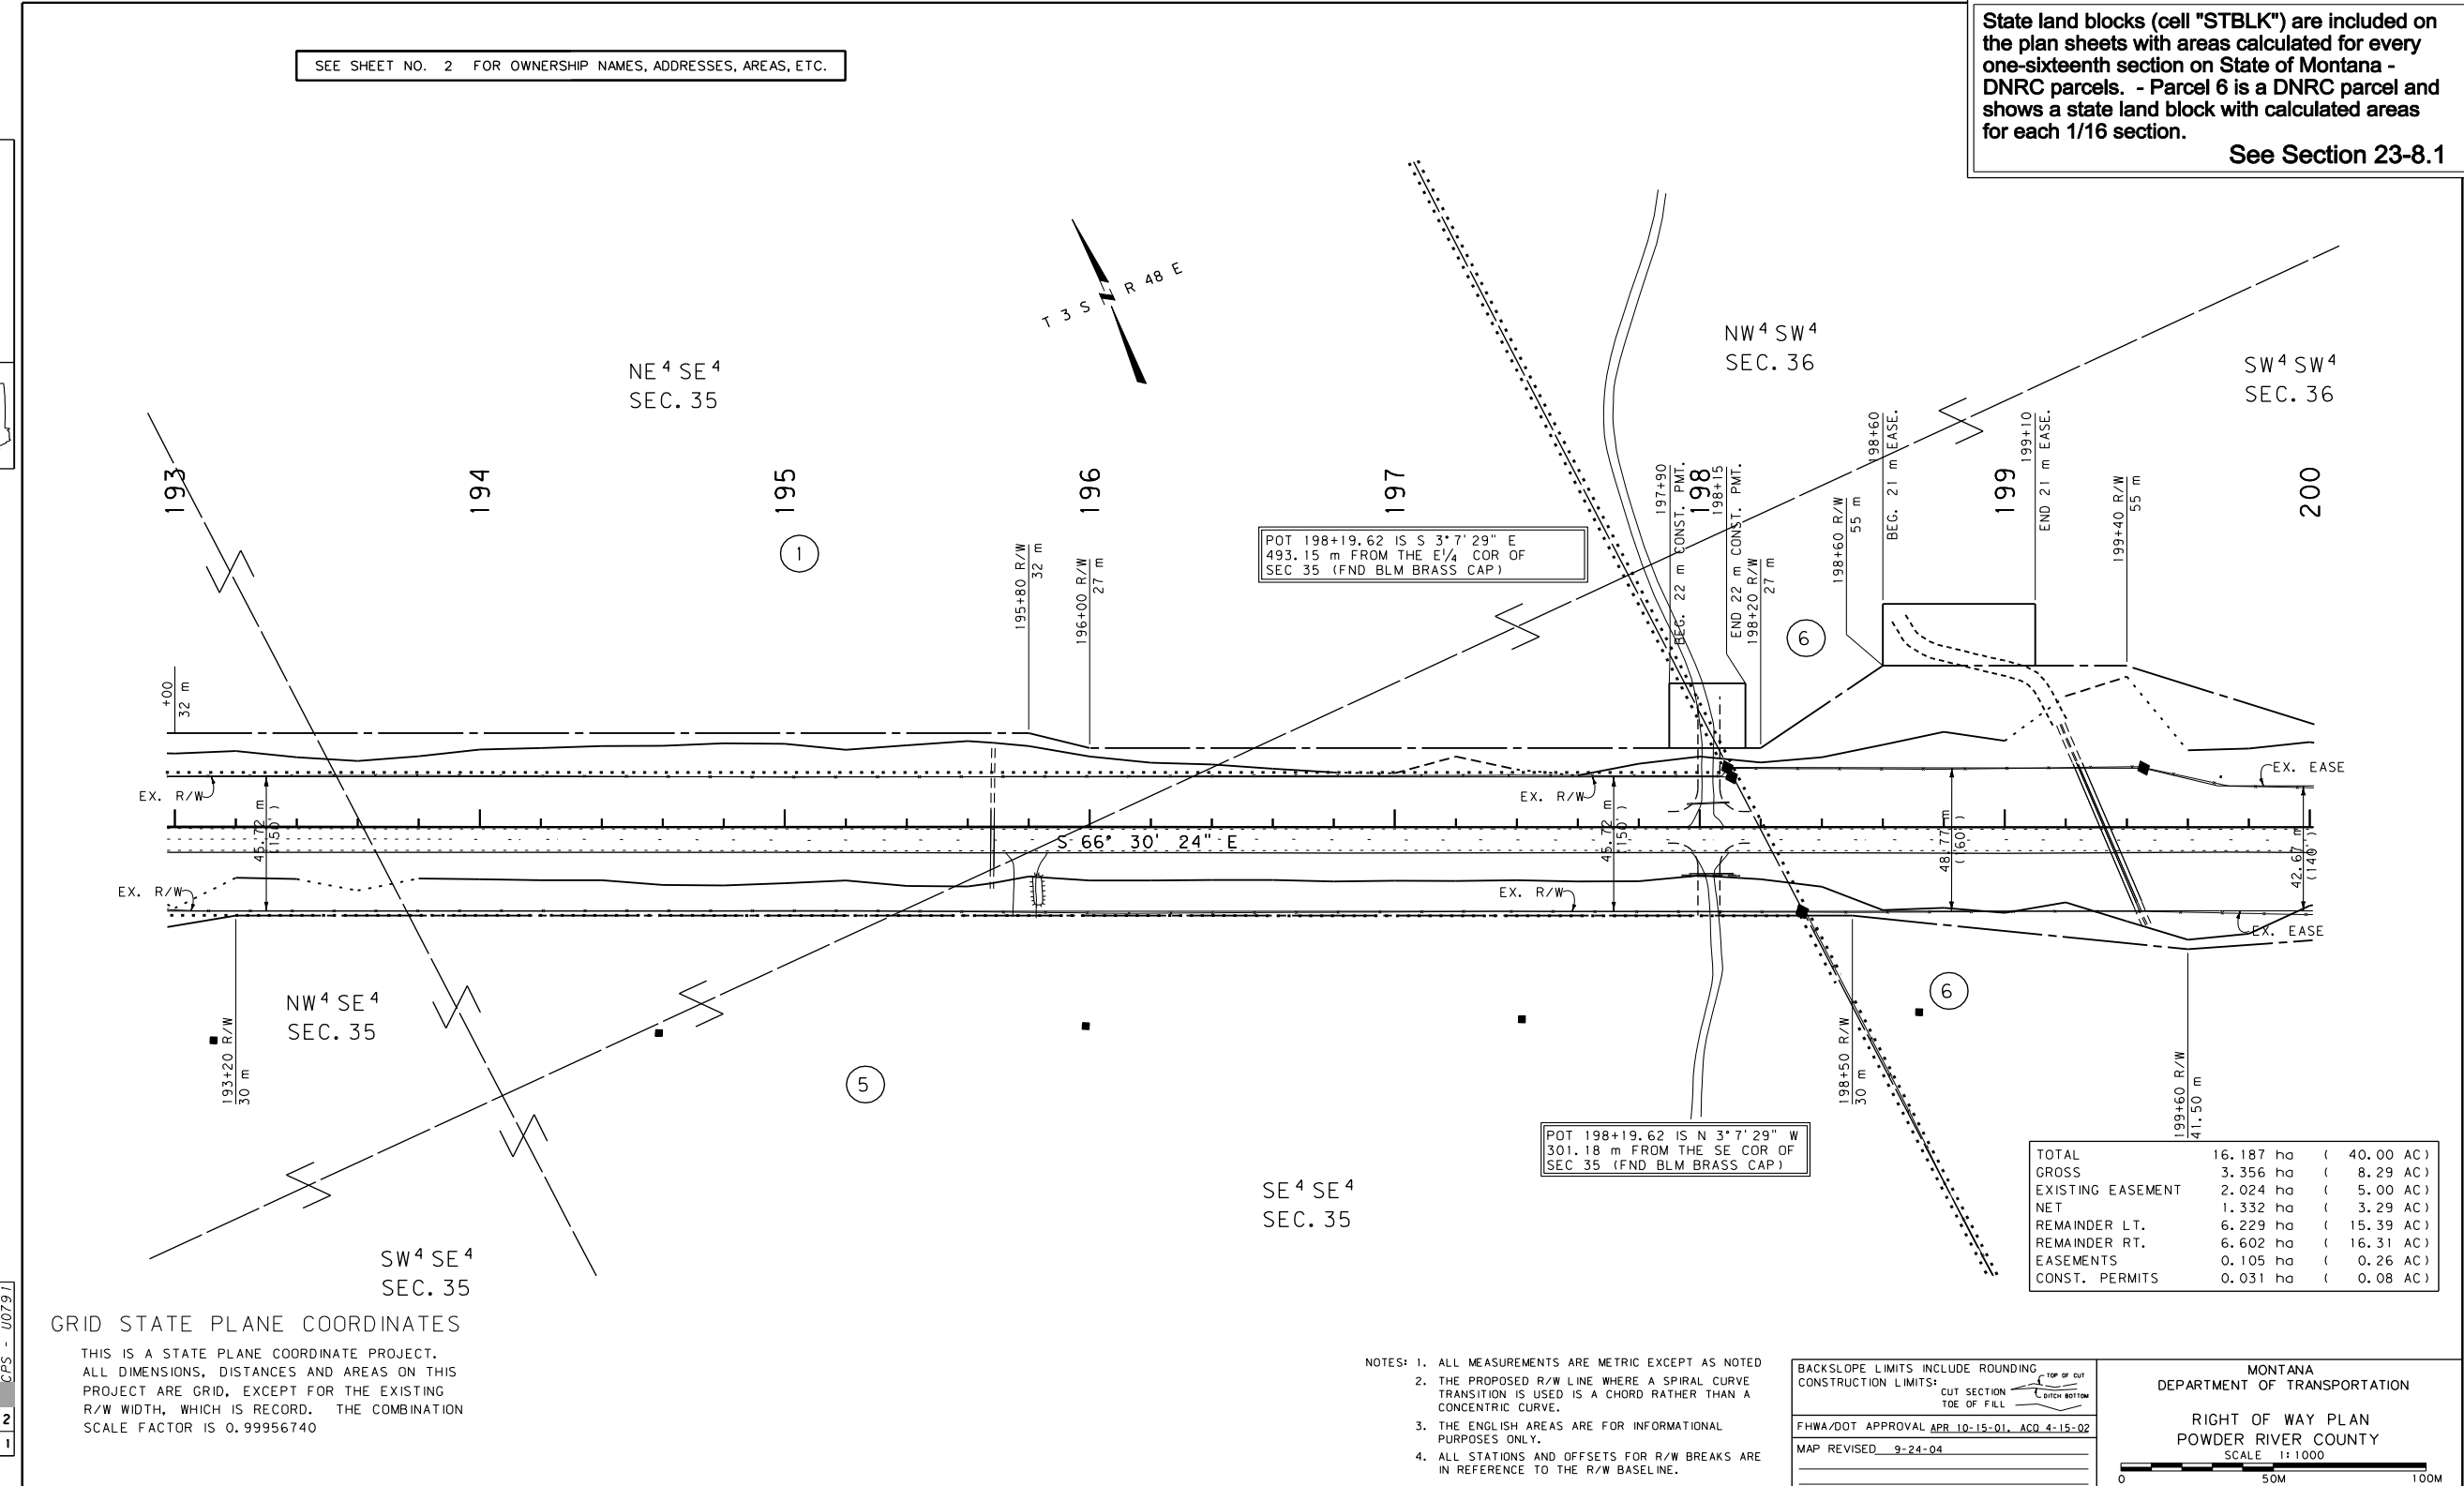 State land blocks (cell "STBLK") are included on
the plan sheets with areas calculated for every
one-sixteenth section on State of Montana -
DNRC parcels.  - Parcel 6 is a DNRC parcel and
shows a state land block with calculated areas
for each 1/16 section.
See Section 23-8.1
SEE SHEET NO. 2 FOR OWNERSHIP NAMES, ADDRESSES, AREAS, ETC.
T 3 S R 48 E
NE⁴ SE⁴
SEC. 35
NW⁴ SW⁴
SEC. 36
SW⁴ SW⁴
SEC. 36
193
194
195
196
197
198
199
200
1
POT 198+19.62 IS S 3°7'29" E
493.15 m FROM THE E¼ COR OF
SEC 35 (FND BLM BRASS CAP)
+00
32 m
195+80 R/W
32 m
196+00 R/W
27 m
197+90
BEG. 22 m CONST. PMT.
198+15
END 22 m CONST. PMT.
198+20 R/W
27 m
198+60 R/W
55 m
198+60
BEG. 21 m EASE.
199+10
END 21 m EASE.
199+40 R/W
55 m
6
EX. R/W
EX. R/W
EX. EASE
45.72 m
(150')
S 66° 30' 24" E
45.72 m
(150')
48.77 m
(160')
42.67 m
(140')
EX. R/W
EX. R/W
EX. EASE
NW⁴ SE⁴
SEC. 35
193+20 R/W
30 m
5
198+50 R/W
30 m
6
199+60 R/W
41.50 m
POT 198+19.62 IS N 3°7'29" W
301.18 m FROM THE SE COR OF
SEC 35 (FND BLM BRASS CAP)
SE⁴ SE⁴
SEC. 35
SW⁴ SE⁴
SEC. 35
TOTAL 16.187 ha ( 40.00 AC)
GROSS 3.356 ha ( 8.29 AC)
EXISTING EASEMENT 2.024 ha ( 5.00 AC)
NET 1.332 ha ( 3.29 AC)
REMAINDER LT. 6.229 ha ( 15.39 AC)
REMAINDER RT. 6.602 ha ( 16.31 AC)
EASEMENTS 0.105 ha ( 0.26 AC)
CONST. PERMITS 0.031 ha ( 0.08 AC)
GRID STATE PLANE COORDINATES
THIS IS A STATE PLANE COORDINATE PROJECT.
ALL DIMENSIONS, DISTANCES AND AREAS ON THIS
PROJECT ARE GRID, EXCEPT FOR THE EXISTING
R/W WIDTH, WHICH IS RECORD. THE COMBINATION
SCALE FACTOR IS 0.99956740
CPS - U0791
2
1
NOTES: 1. ALL MEASUREMENTS ARE METRIC EXCEPT AS NOTED
2. THE PROPOSED R/W LINE WHERE A SPIRAL CURVE
TRANSITION IS USED IS A CHORD RATHER THAN A
CONCENTRIC CURVE.
3. THE ENGLISH AREAS ARE FOR INFORMATIONAL
PURPOSES ONLY.
4. ALL STATIONS AND OFFSETS FOR R/W BREAKS ARE
IN REFERENCE TO THE R/W BASELINE.
BACKSLOPE LIMITS INCLUDE ROUNDING
CONSTRUCTION LIMITS:
TOP OF CUT
CUT SECTION
DITCH BOTTOM
TOE OF FILL
FHWA/DOT APPROVAL APR 10-15-01, ACQ 4-15-02
MAP REVISED 9-24-04
MONTANA
DEPARTMENT OF TRANSPORTATION
RIGHT OF WAY PLAN
POWDER RIVER COUNTY
SCALE 1:1000
0 50M 100M